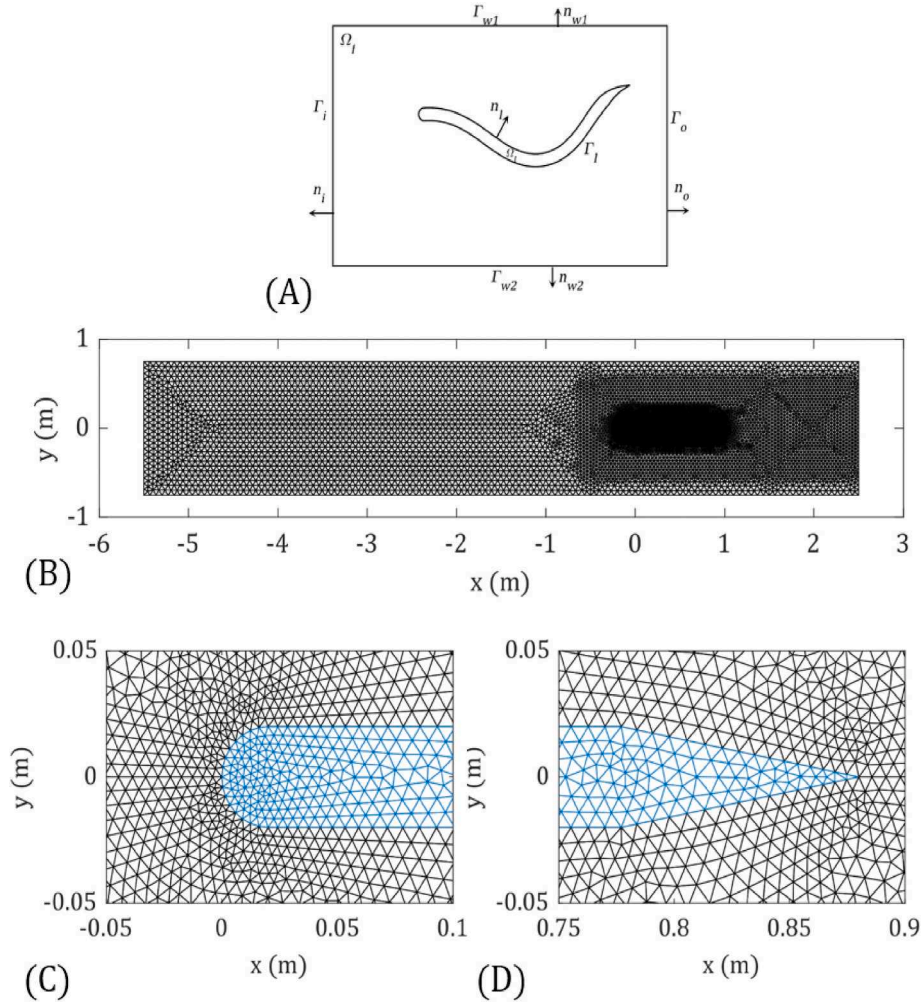 Γw1 nw1
Ωf
Γi nl Γo
Ωl Γl
ni no
Γw2 nw2
(A)
1
y (m)
0
-1
-6 -5 -4 -3 -2 -1 0 1 2 3
x (m)
(B)
0.05 0.05
y (m) y (m)
0 0
-0.05 -0.05
-0.05 0 0.05 0.1 0.75 0.8 0.85 0.9
x (m) x (m)
(C) (D)